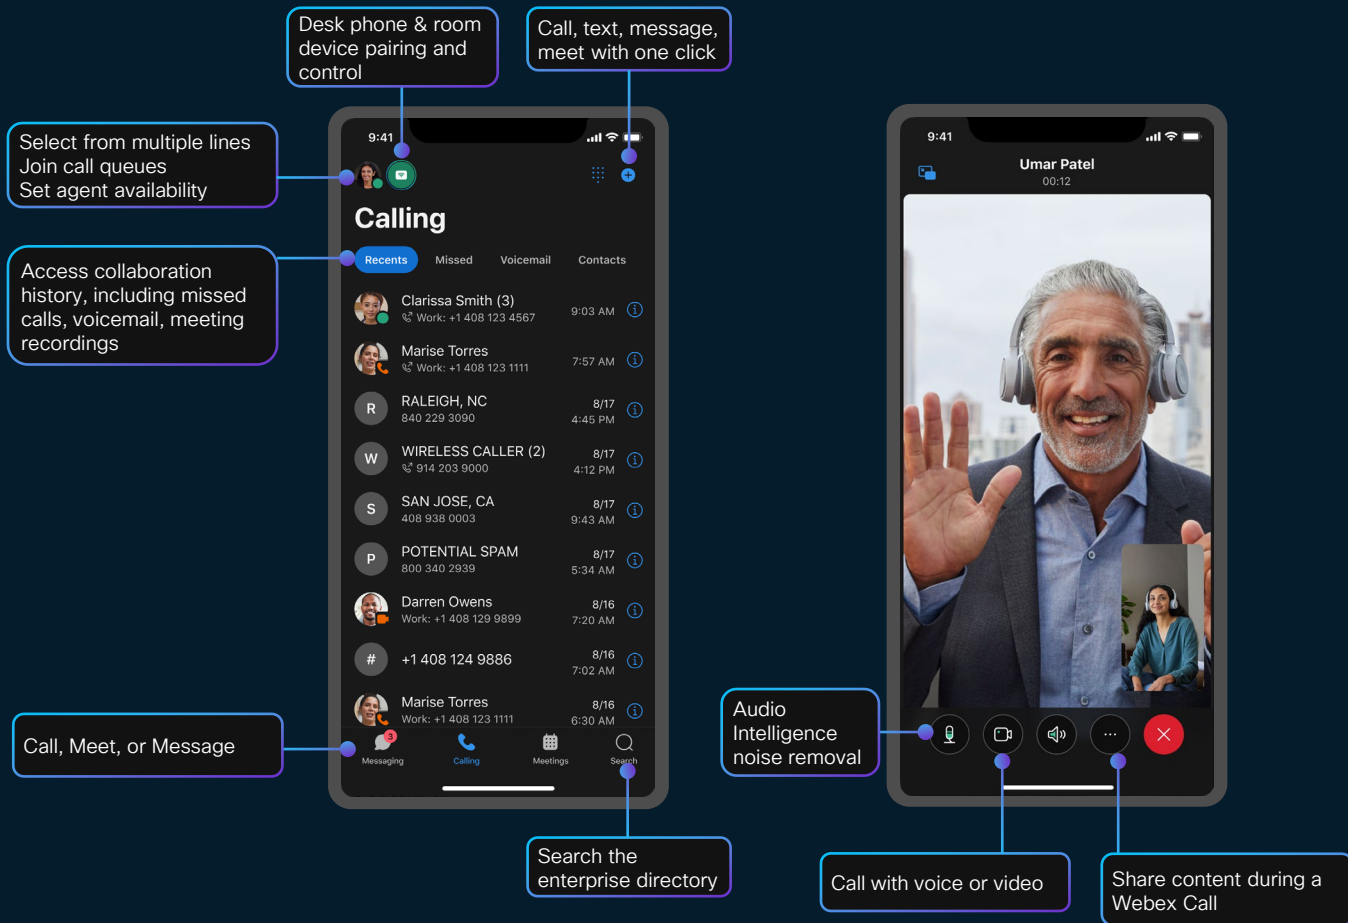 Desk phone & room
device pairing and
control
Call, text, message,
meet with one click
Select from multiple lines
Join call queues
Set agent availability
Access collaboration
history, including missed
calls, voicemail, meeting
recordings
Call, Meet, or Message
9:41
Calling
Recents Missed Voicemail Contacts
Clarissa Smith (3)
Work: +1 408 123 4567 9:03 AM
Marise Torres
Work: +1 408 123 1111 7:57 AM
R RALEIGH, NC 8/17
840 229 3090 4:45 PM
W WIRELESS CALLER (2) 8/17
914 203 9000 4:12 PM
S SAN JOSE, CA 8/17
408 938 0003 9:43 AM
P POTENTIAL SPAM 8/17
800 340 2939 5:34 AM
Darren Owens 8/16
Work: +1 408 129 9899 7:20 AM
# +1 408 124 9886 8/16
7:02 AM
Marise Torres 8/16
Work: +1 408 123 1111 6:30 AM
3
Messaging Calling Meetings Search
Search the
enterprise directory
9:41
Umar Patel
00:12
Audio
Intelligence
noise removal
Call with voice or video
Share content during a
Webex Call